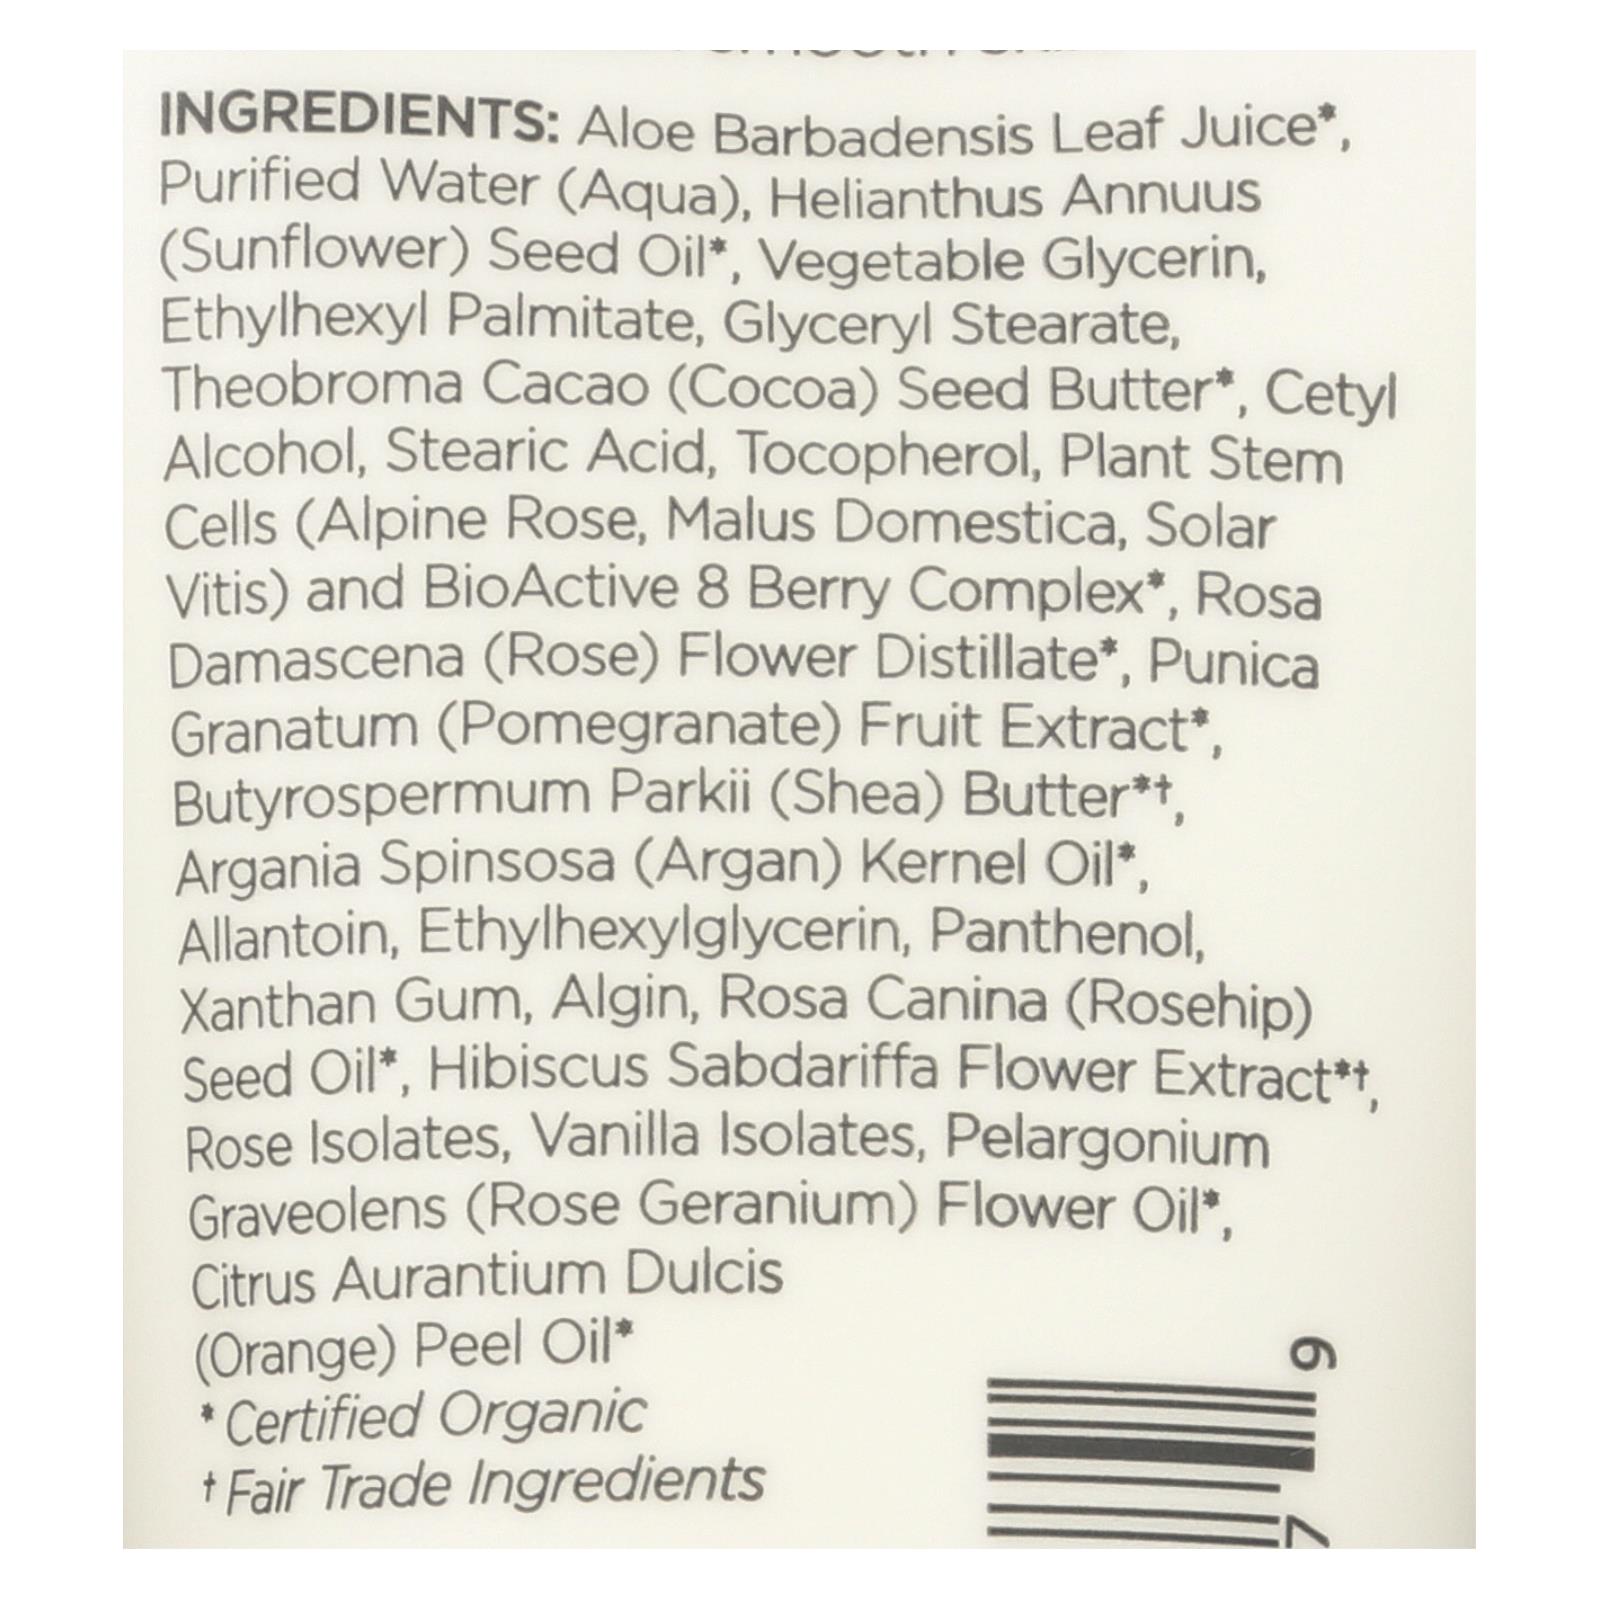 INGREDIENTS: Aloe Barbadensis Leaf Juice*,
Purified Water (Aqua), Helianthus Annuus
(Sunflower) Seed Oil*, Vegetable Glycerin,
Ethylhexyl Palmitate, Glyceryl Stearate,
Theobroma Cacao (Cocoa) Seed Butter*, Cetyl
Alcohol, Stearic Acid, Tocopherol, Plant Stem
Cells (Alpine Rose, Malus Domestica, Solar
Vitis) and BioActive 8 Berry Complex*, Rosa
Damascena (Rose) Flower Distillate*, Punica
Granatum (Pomegranate) Fruit Extract*,
Butyrospermum Parkii (Shea) Butter*†,
Argania Spinsosa (Argan) Kernel Oil*,
Allantoin, Ethylhexylglycerin, Panthenol,
Xanthan Gum, Algin, Rosa Canina (Rosehip)
Seed Oil*, Hibiscus Sabdariffa Flower Extract*†,
Rose Isolates, Vanilla Isolates, Pelargonium
Graveolens (Rose Geranium) Flower Oil*,
Citrus Aurantium Dulcis
(Orange) Peel Oil*
* Certified Organic
† Fair Trade Ingredients
6
7